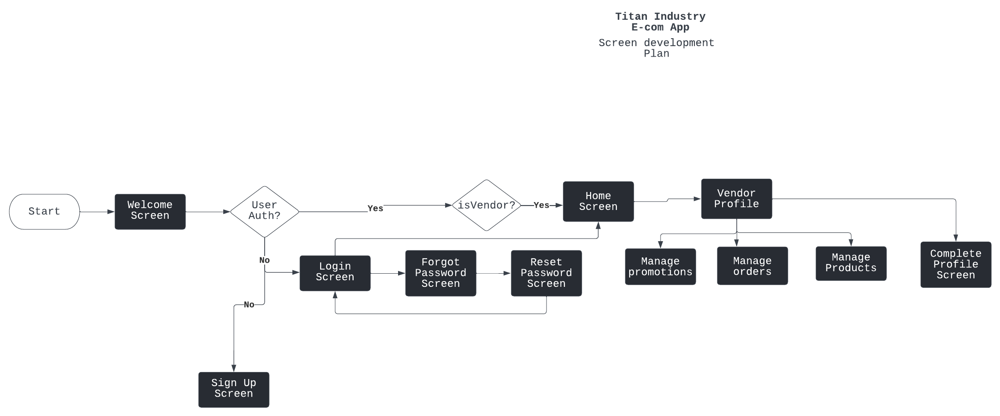 Titan Industry
E-com App
Screen development
Plan
Start
Welcome
Screen
User
Auth?
Yes
isVendor?
Yes
Home
Screen
Vendor
Profile
No
Login
Screen
Forgot
Password
Screen
Reset
Password
Screen
Manage
promotions
Manage
orders
Manage
Products
Complete
Profile
Screen
No
Sign Up
Screen